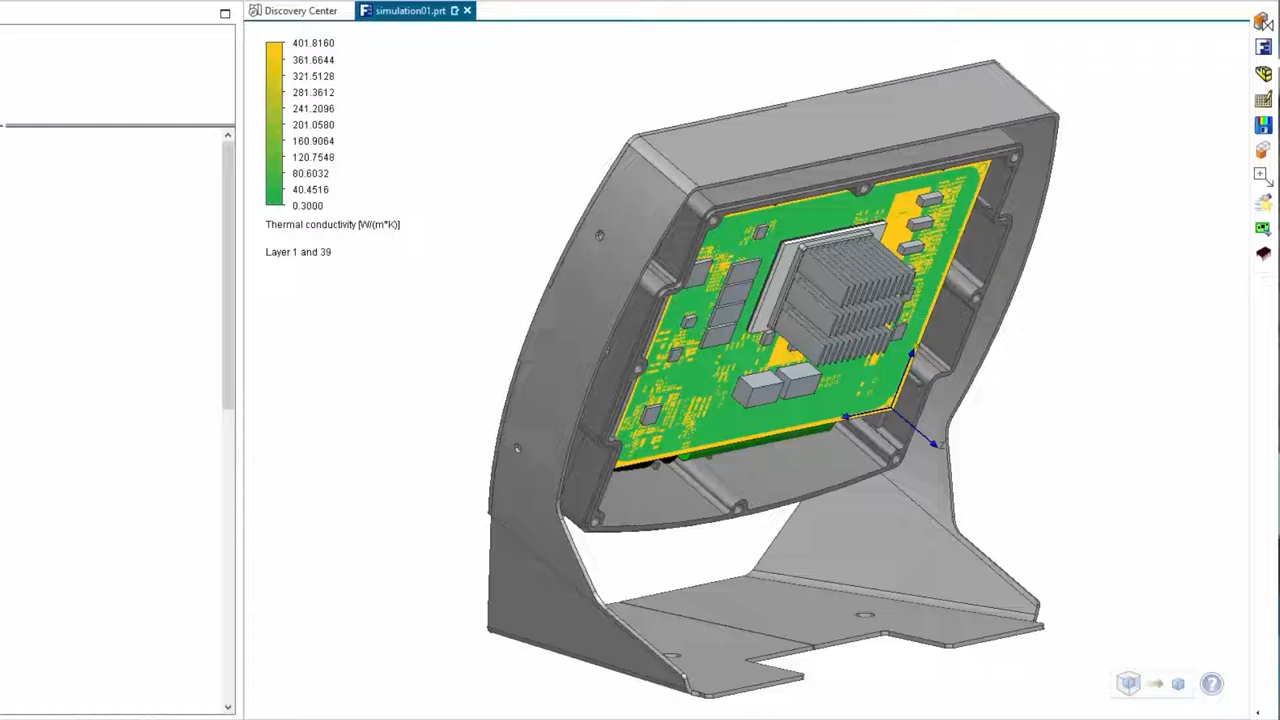 Discovery Center
simulation01.prt
401.8160
361.6644
321.5128
281.3612
241.2096
201.0580
160.9064
120.7548
80.6032
40.4516
0.3000
Thermal conductivity [W/(m*K)]
Layer 1 and 39